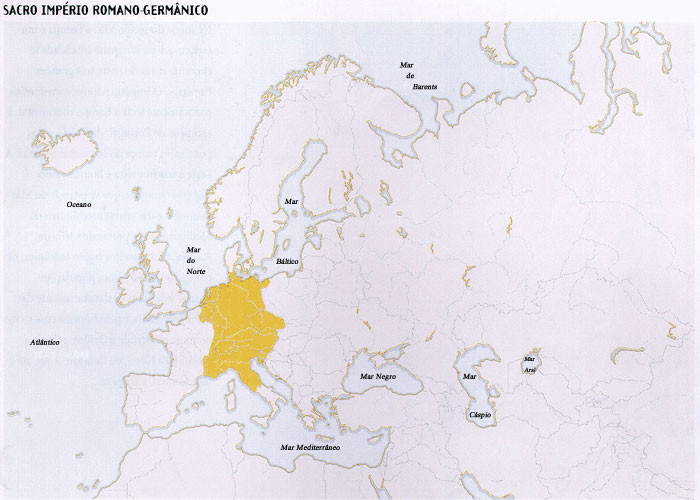 SACRO IMPÉRIO ROMANO-GERMÂNICO
Mar
de
Barents
Oceano
Mar
Mar
do
Norte
Báltico
Atlântico
Mar Negro
Mar
Cáspio
Mar
Aral
Mar Mediterrâneo